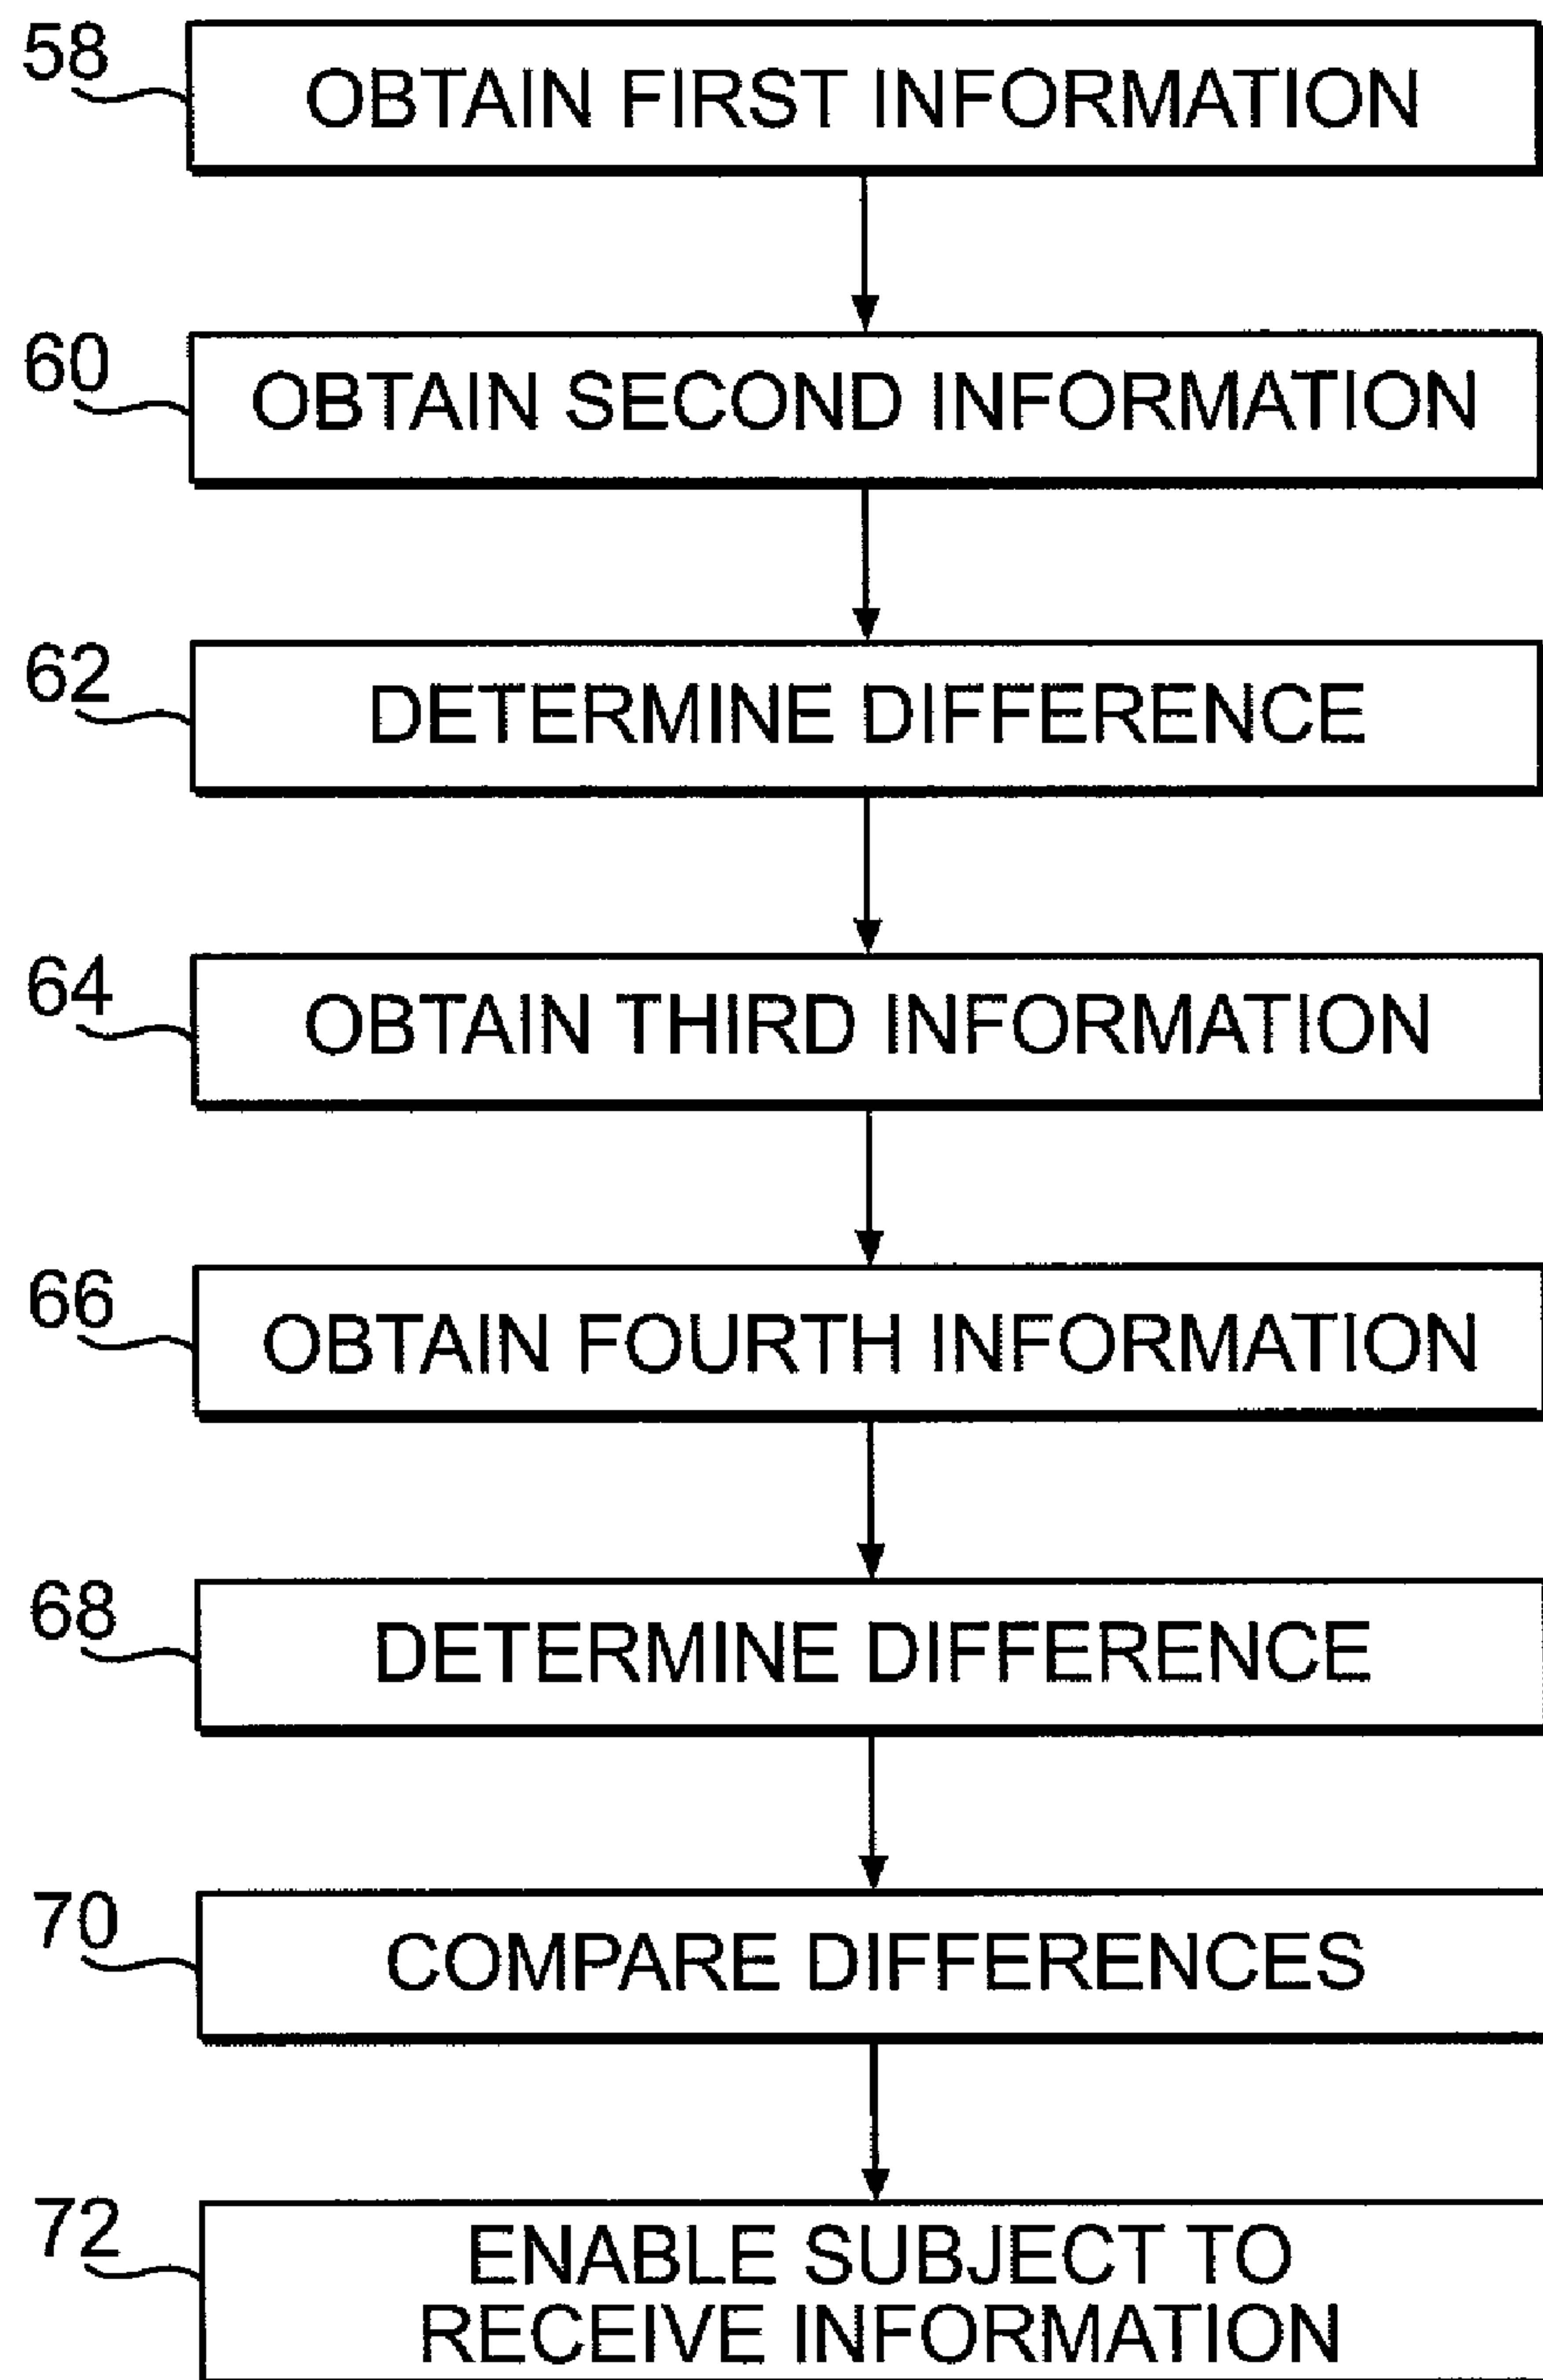 58
OBTAIN FIRST INFORMATION
60
OBTAIN SECOND INFORMATION
62
DETERMINE DIFFERENCE
64
OBTAIN THIRD INFORMATION
66
OBTAIN FOURTH INFORMATION
68
DETERMINE DIFFERENCE
70
COMPARE DIFFERENCES
72
ENABLE SUBJECT TO
RECEIVE INFORMATION